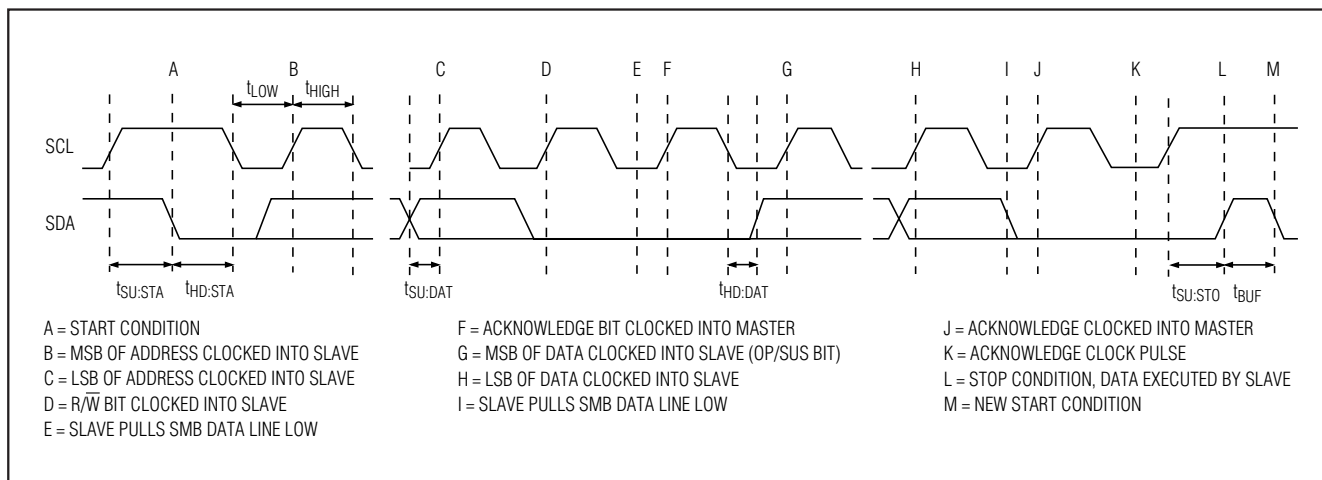 A B C D E F G H I J K L M
tLOW tHIGH
SCL
SDA
tSU:STA tHD:STA tSU:DAT tHD:DAT tSU:STO tBUF
A = START CONDITION
B = MSB OF ADDRESS CLOCKED INTO SLAVE
C = LSB OF ADDRESS CLOCKED INTO SLAVE
D = R/W̅ BIT CLOCKED INTO SLAVE
E = SLAVE PULLS SMB DATA LINE LOW
F = ACKNOWLEDGE BIT CLOCKED INTO MASTER
G = MSB OF DATA CLOCKED INTO SLAVE (OP/SUS BIT)
H = LSB OF DATA CLOCKED INTO SLAVE
I = SLAVE PULLS SMB DATA LINE LOW
J = ACKNOWLEDGE CLOCKED INTO MASTER
K = ACKNOWLEDGE CLOCK PULSE
L = STOP CONDITION, DATA EXECUTED BY SLAVE
M = NEW START CONDITION